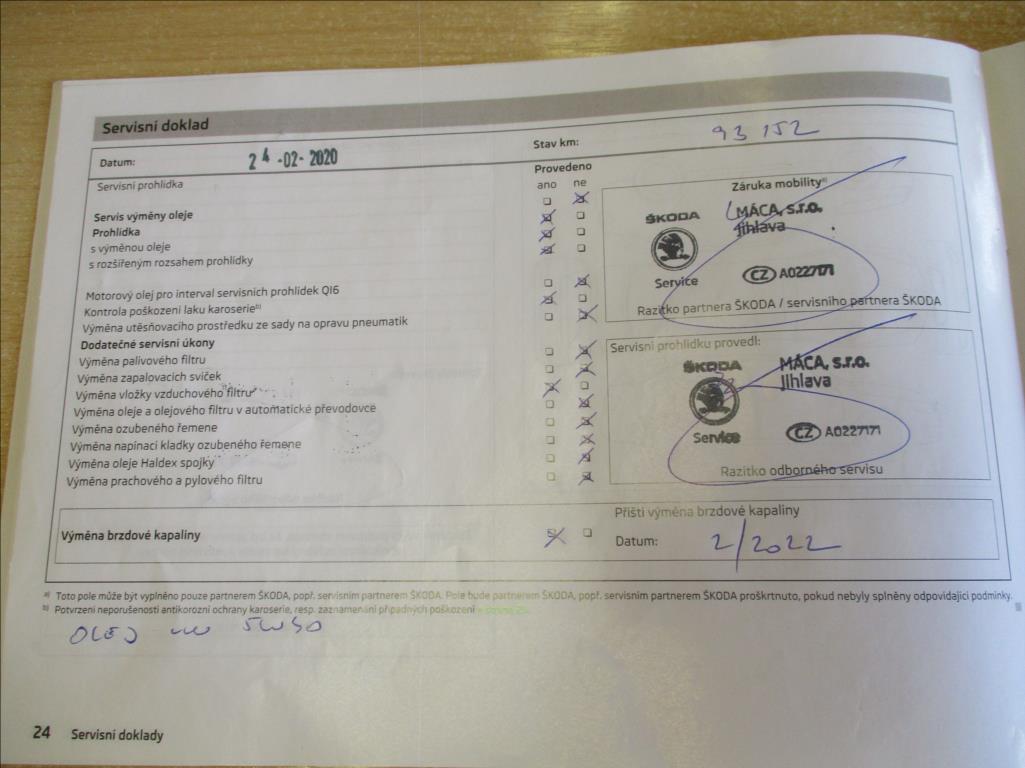 Servisní doklad
Datum: 24-02-2020 Stav km: 93 152
Provedeno
Servisní prohlídka ano ne
Servis výměny oleje
Prohlídka
s výměnou oleje
s rozšířeným rozsahem prohlídky
Motorový olej pro interval servisních prohlídek QI6
Kontrola poškození laku karoserieb)
Výměna utěsňovacího prostředku ze sady na opravu pneumatik
Dodatečné servisní úkony
Výměna palivového filtru
Výměna zapalovacích svíček
Výměna vložky vzduchového filtru
Výměna oleje a olejového filtru v automatické převodovce
Výměna ozubeného řemene
Výměna napínací kladky ozubeného řemene
Výměna oleje Haldex spojky
Výměna prachového a pylového filtru
Záruka mobilitya)
ŠKODA MÁCA, s.r.o.
Jihlava
Service CZ A0227171
Razítko partnera ŠKODA / servisního partnera ŠKODA
Servisní prohlídku provedl:
ŠKODA MÁCA, s.r.o.
Jihlava
Service CZ A0227171
Razítko odborného servisu
Výměna brzdové kapaliny
Příští výměna brzdové kapaliny
Datum: 2/2022
a) Toto pole může být vyplněno pouze partnerem ŠKODA, popř. servisním partnerem ŠKODA. Pole bude partnerem ŠKODA, popř. servisním partnerem ŠKODA proškrtnuto, pokud nebyly splněny odpovídající podmínky.
b) Potvrzení neporušenosti antikorozní ochrany karoserie, resp. zaznamenání případných poškození » strana 25.
OLEJ 5W30
24 Servisní doklady